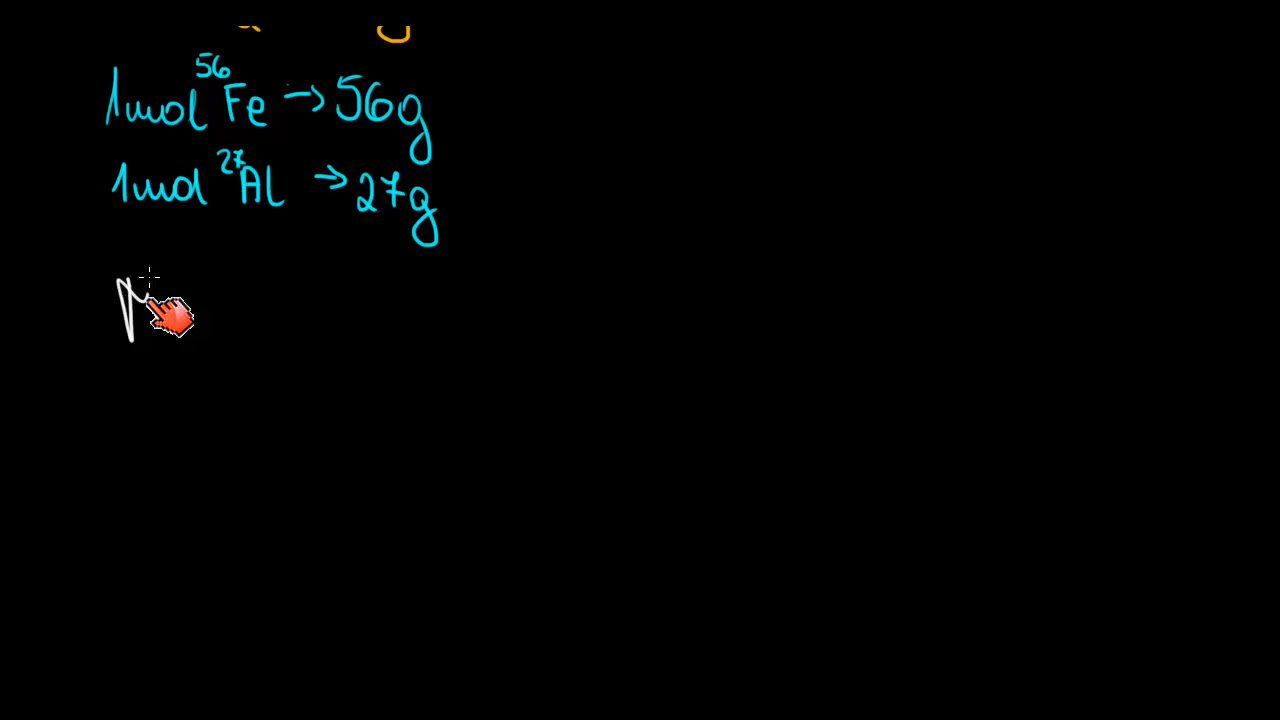 1mol ⁵⁶Fe → 56g
1mol ²⁷Al → 27g